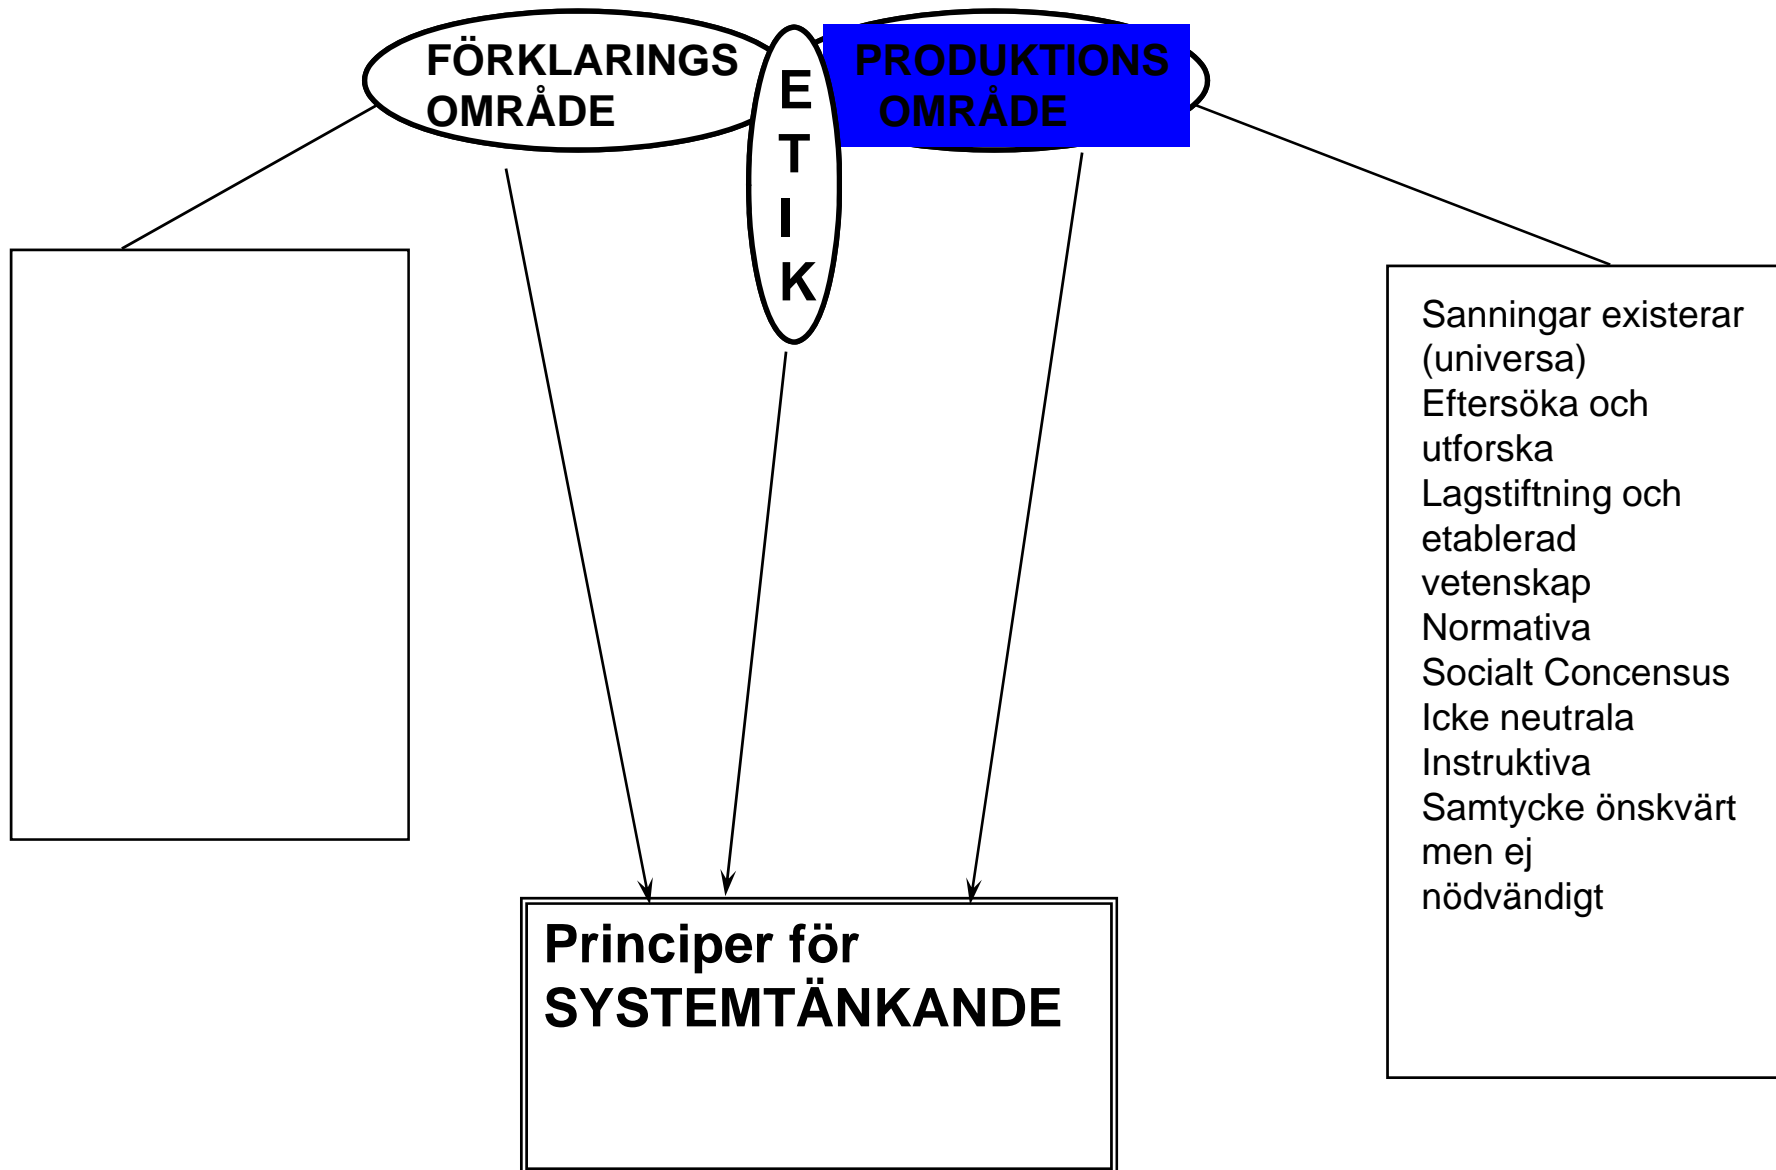 FÖRKLARINGS
OMRÅDE
E
T
I
K
PRODUKTIONS
OMRÅDE
Sanningar existerar
(universa)
Eftersöka och
utforska
Lagstiftning och
etablerad
vetenskap
Normativa
Socialt Concensus
Icke neutrala
Instruktiva
Samtycke önskvärt
men ej
nödvändigt
Principer för
SYSTEMTÄNKANDE